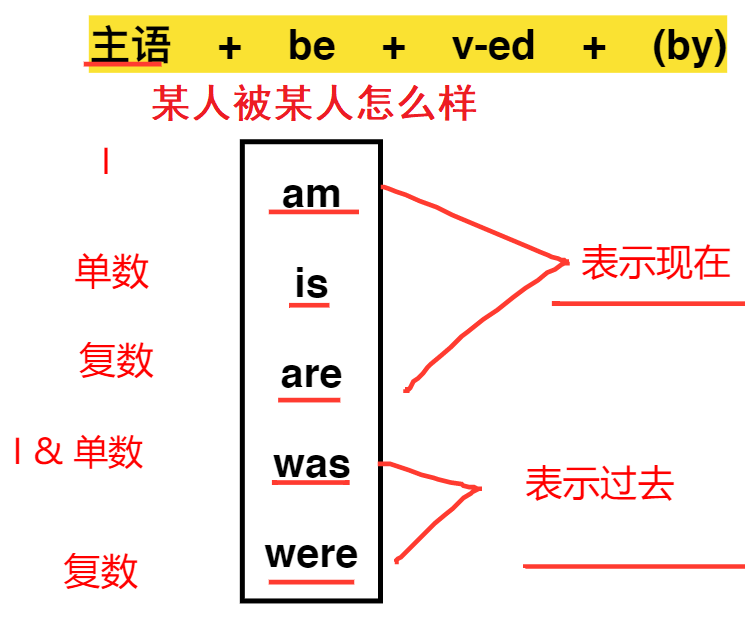 主语 + be + v-ed + (by)
某人被某人怎么样
I
am
单数
is
表示现在
复数
are
I & 单数
was
表示过去
复数
were